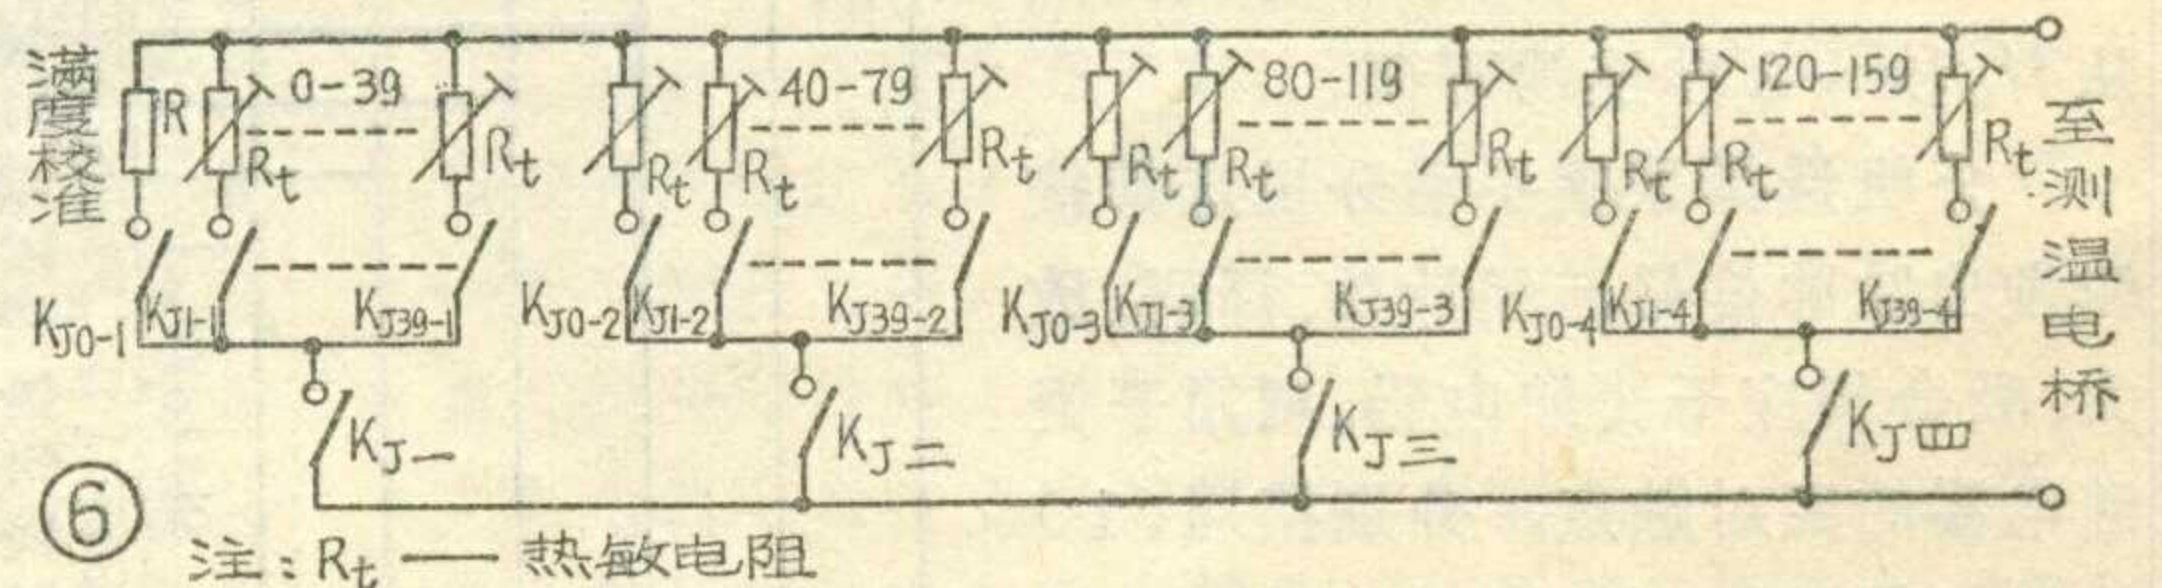 满度校准
R
Rt
0-39
Rt
Rt
Rt
40-79
Rt
Rt
Rt
80-119
Rt
Rt
Rt
120-159
Rt
至测温电桥
KJ0-1
KJ1-1
KJ39-1
KJ0-2
KJ1-2
KJ39-2
KJ0-3
KJ1-3
KJ39-3
KJ0-4
KJ1-4
KJ39-4
KJ一
KJ二
KJ三
KJ四
⑥
注:Rt — 热敏电阻